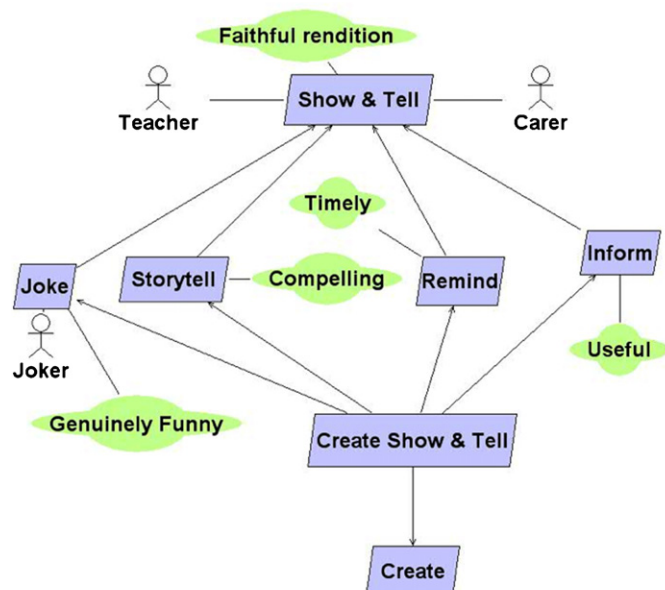 Faithful rendition
Show & Tell
Teacher
Carer
Timely
Inform
Joke
Storytell
Compelling
Remind
Joker
Useful
Genuinely Funny
Create Show & Tell
Create